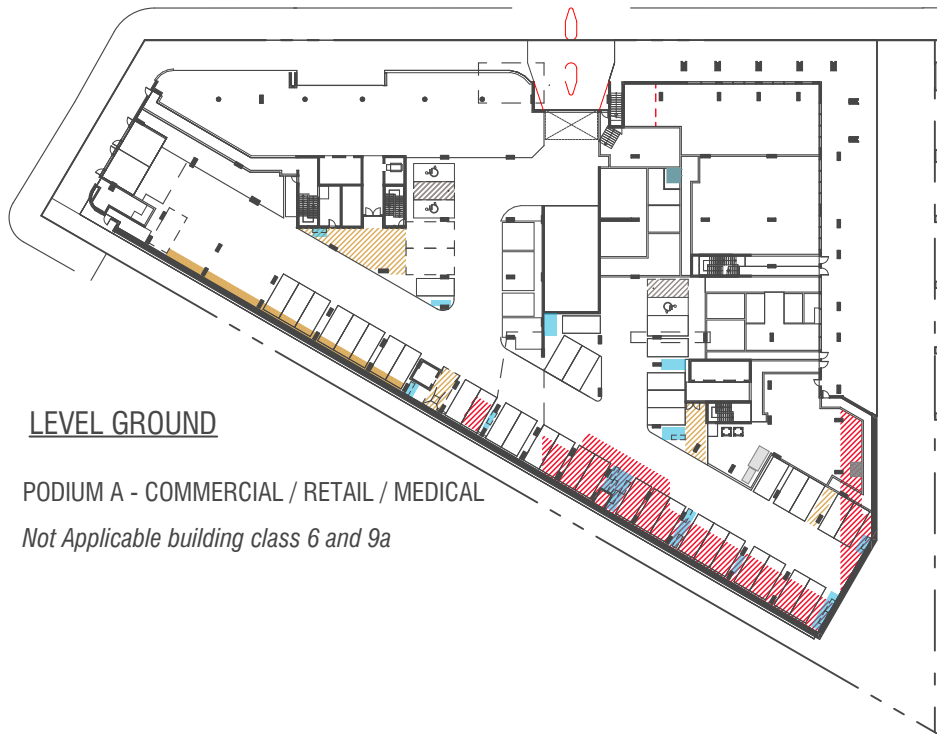 LEVEL GROUND
PODIUM A - COMMERCIAL / RETAIL / MEDICAL
Not Applicable building class 6 and 9a